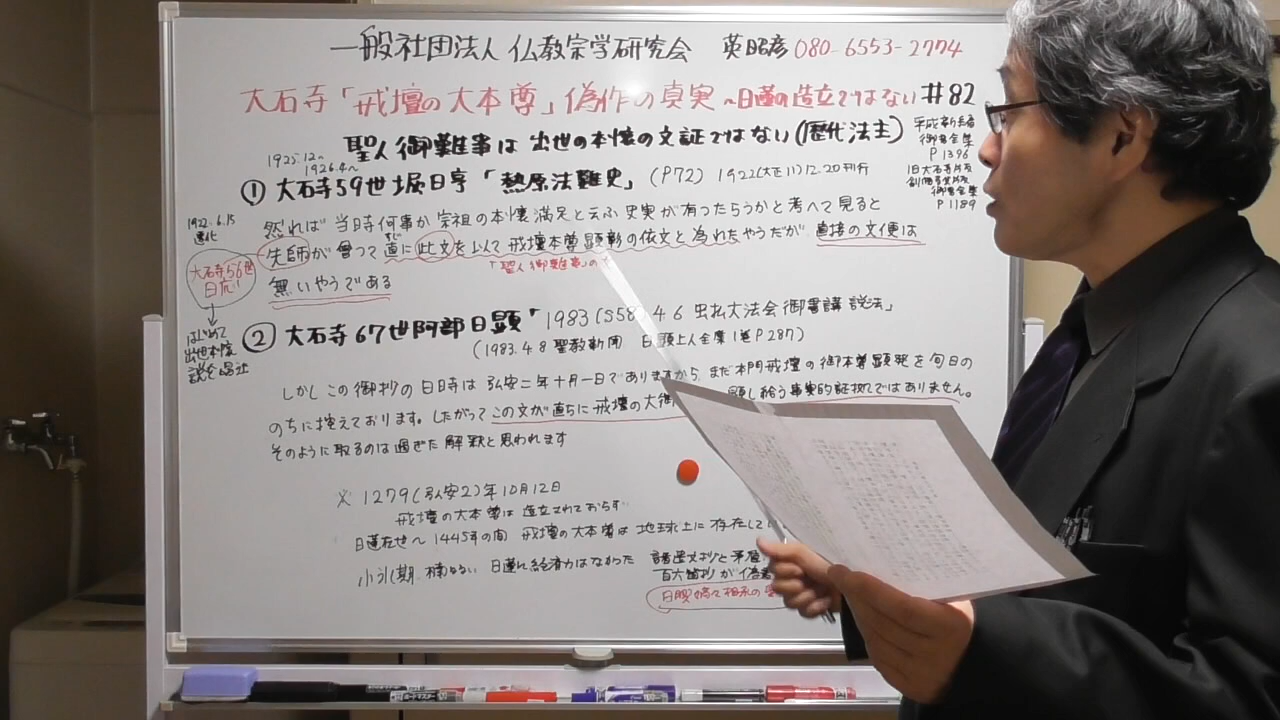 一般社団法人 仏教宗学研究会 英昭彦 080-6553-2774
大石寺「戒壇の大本尊」偽作の真実 ~日蓮の造立ではない #82
聖人御難事は出世の本懐の文証ではない(歴代法主)
平成新編
御書全集
P1396
旧大石寺版
創価学会版
御書全集
P1189
1925.12~
1926.4~
① 大石寺59世堀日亨「熱原法難史」(P72) 1922(大正11)12.20刊行
然れば当時何事か宗祖の本懐満足と云ふ史実が有ったらうかと考へて見ると
先師が曾つて直に此文を以て戒壇本尊顕彰の依文と為れたやうだが直接の文便は
無いやうである
「聖人御難事」の文
1922.6.15
遷化
大石寺56世
日応
はじめて
出世本懐
説を唱

② 大石寺67世阿部日顕「1983(S58)4 6 虫払大法会御書講説法」
(1983.4.8聖教新聞 日顕上人全集1巻P287)
しかしこの御抄の日日時は弘安二年十月一日でありますから、まだ本門戒壇の御本尊顕発を旬日の
のちに控えております。したがってこの文が直ちに戒壇の大御 顕し給う事実的証拠ではありません。
そのように取るのは過ぎた解釈と思われます
※ 1279(弘安2)年10月12日
戒壇の大本尊は造立されておらず
日蓮在世~1445年の間 戒壇の大本尊は地球上に存在して
小氷期 楠 ない 日蓮に経済力はなかった
百六箇抄が偽